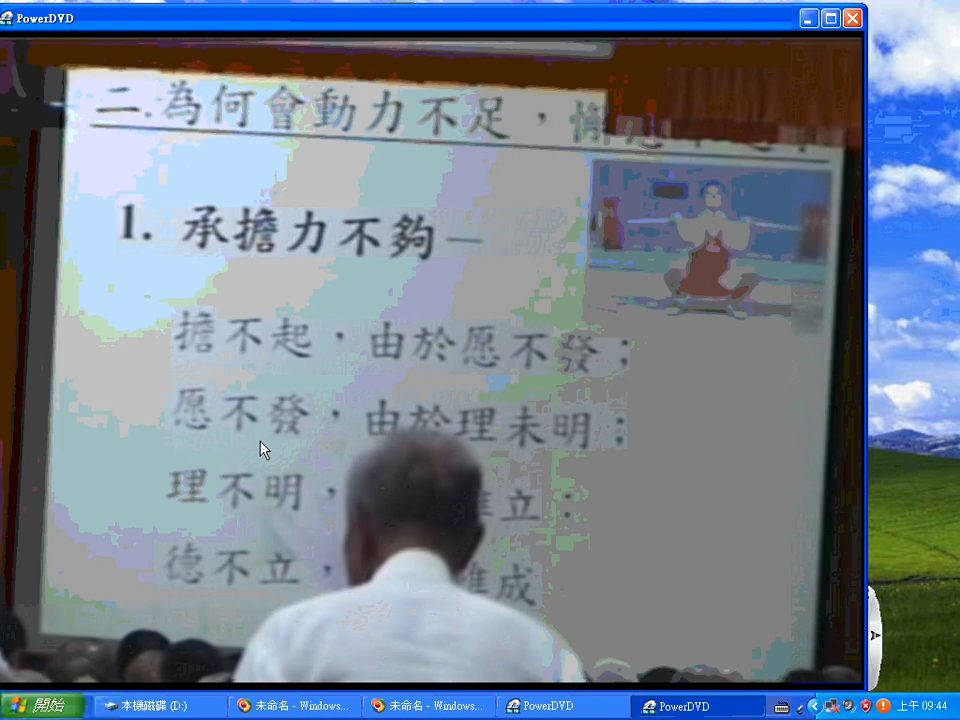 PowerDVD
二.為何會動力不足，懈
1. 承擔力不夠—
擔不起，由於愿不發；
愿不發，由於理未明；
理不明，
立；
德不立，
成
開始
本機磁碟 (D:)
未命名 - Windows...
未命名 - Windows...
PowerDVD
PowerDVD
上午 09:44